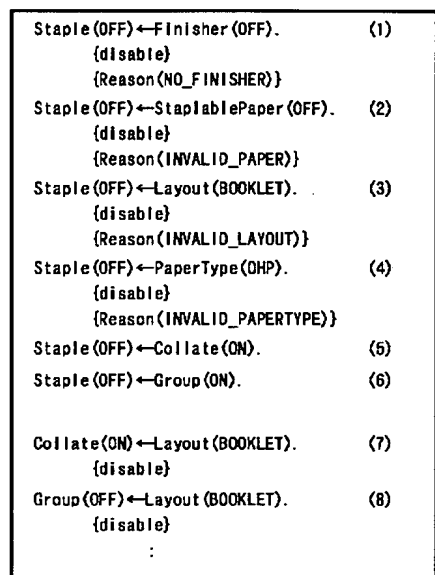 Staple(OFF)←Finisher(OFF). (1)
{disable}
{Reason(NO_FINISHER)}
Staple(OFF)←StaplablePaper(OFF). (2)
{disable}
{Reason(INVALID_PAPER)}
Staple(OFF)←Layout(BOOKLET). (3)
{disable}
{Reason(INVALID_LAYOUT)}
Staple(OFF)←PaperType(OHP). (4)
{disable}
{Reason(INVALID_PAPERTYPE)}
Staple(OFF)←Collate(ON). (5)
Staple(OFF)←Group(ON). (6)
Collate(ON)←Layout(BOOKLET). (7)
{disable}
Group(OFF)←Layout(BOOKLET). (8)
{disable}
: